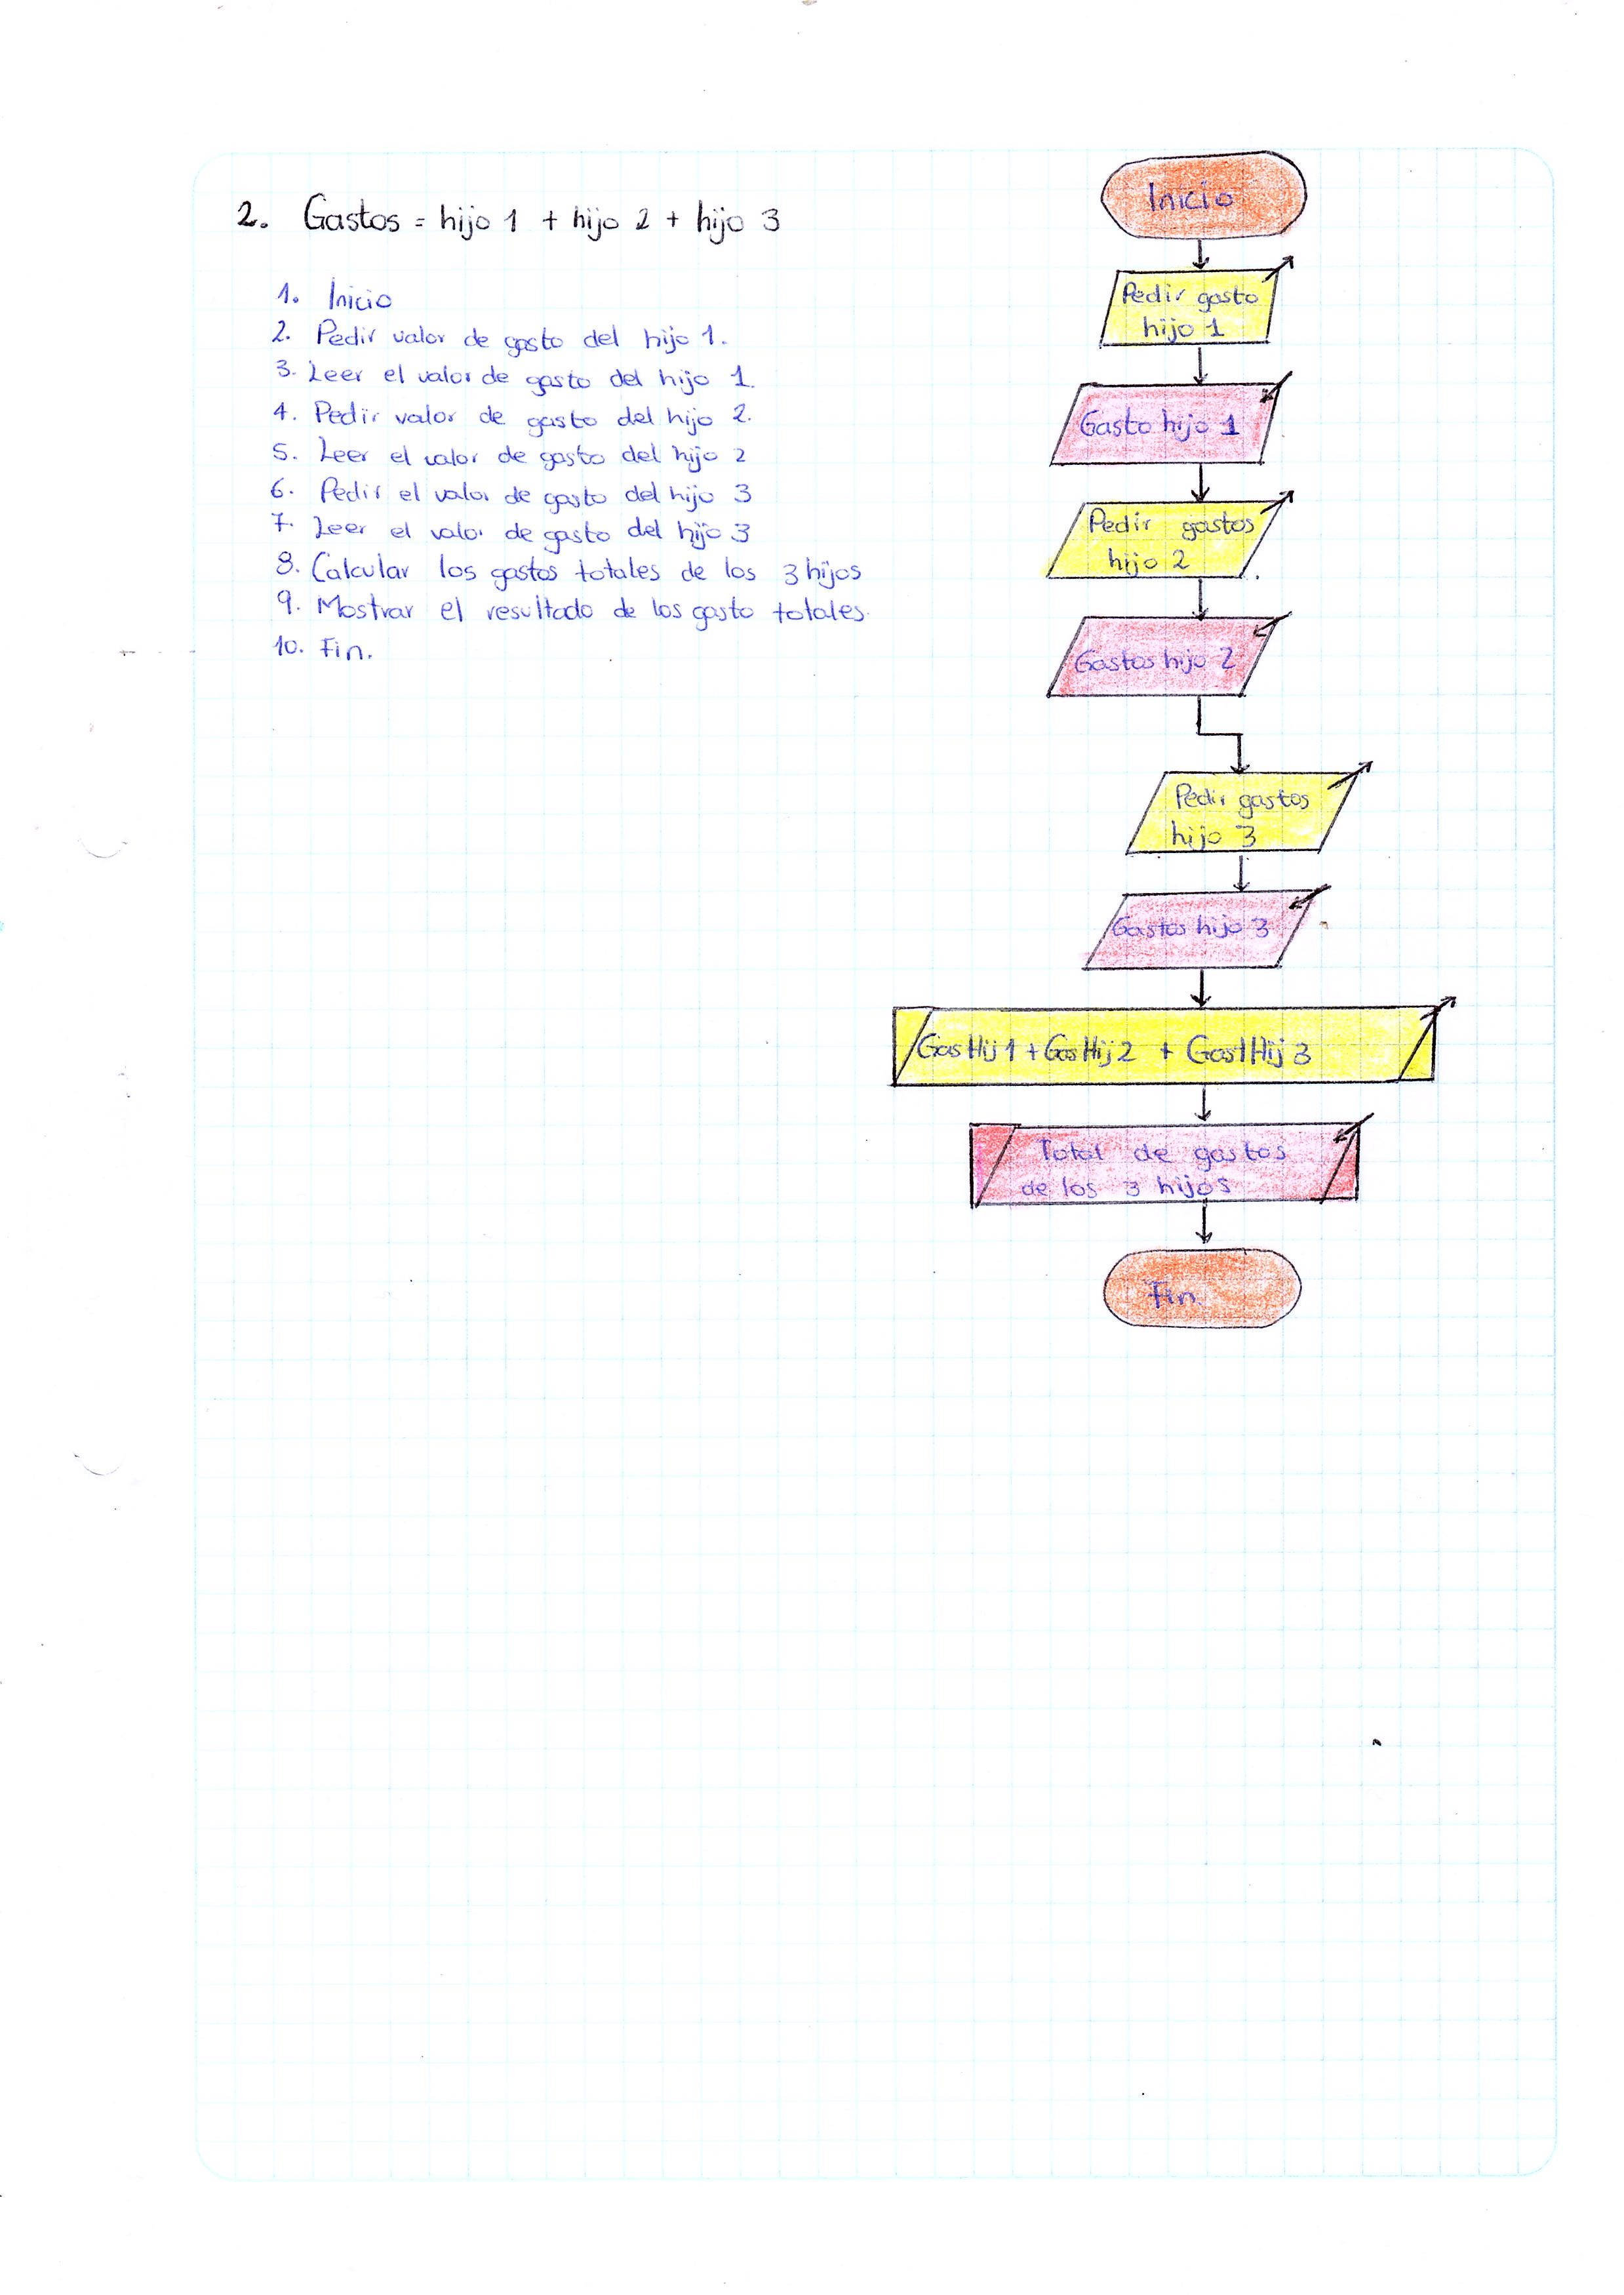 2. Gastos = hijo 1 + hijo 2 + hijo 3
1. Inicio
2. Pedir valor de gasto del hijo 1.
3. Leer el valor de gasto del hijo 1.
4. Pedir valor de gasto del hijo 2.
5. Leer el valor de gasto del hijo 2
6. Pedir el valor de gasto del hijo 3
7. Leer el valor de gasto del hijo 3
8. Calcular los gastos totales de los 3 hijos
9. Mostrar el resultado de los gasto totales.
10. Fin.
Inicio
Pedir gasto
hijo 1
Gasto hijo 1
Pedir gastos
hijo 2
Gastos hijo 2
Pedir gastos
hijo 3
Gastos hijo 3
GasHij 1 + GasHij 2 + GastHij 3
Total de gastos
de los 3 hijos
Fin.